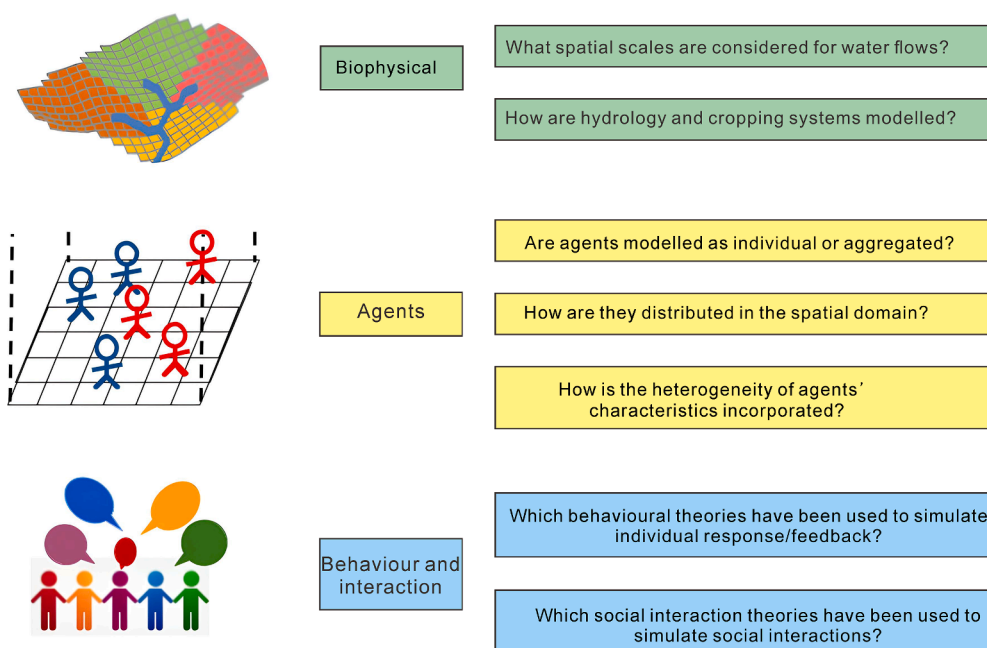 Biophysical
What spatial scales are considered for water flows?
How are hydrology and cropping systems modelled?
Agents
Are agents modelled as individual or aggregated?
How are they distributed in the spatial domain?
How is the heterogeneity of agents’
characteristics incorporated?
Behaviour and
interaction
Which behavioural theories have been used to simulate
individual response/feedback?
Which social interaction theories have been used to
simulate social interactions?